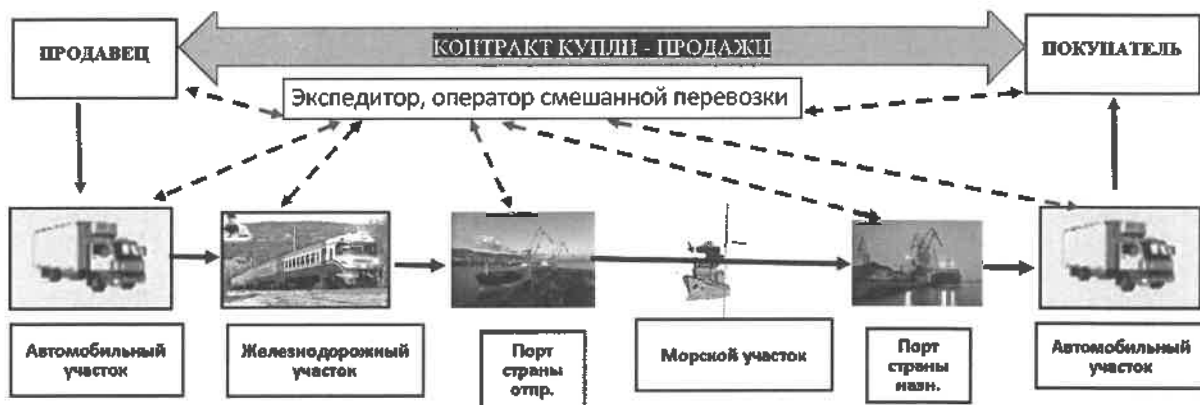 ПРОДАВЕЦ
КОНТРАКТ КУПЛИ - ПРОДАЖИ
ПОКУПАТЕЛЬ
Экспедитор, оператор смешанной перевозки
Автомобильный
участок
Железнодорожный
участок
Порт
страны
отпр.
Морской участок
Порт
страны
назн.
Автомобильный
участок